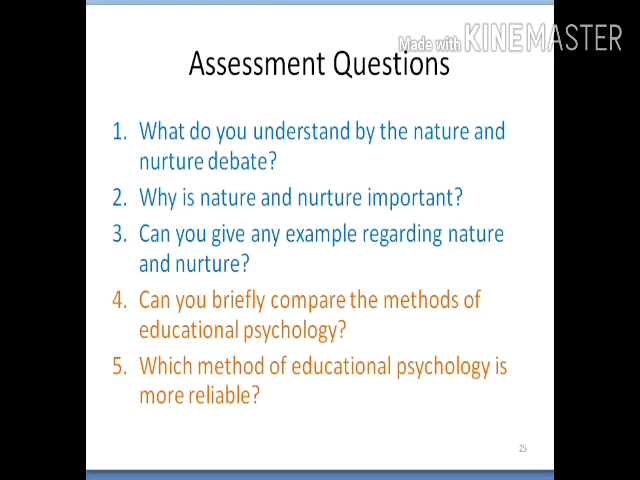 Made with KINEMASTER
Assessment Questions
1. What do you understand by the nature and
nurture debate?
2. Why is nature and nurture important?
3. Can you give any example regarding nature
and nurture?
4. Can you briefly compare the methods of
educational psychology?
5. Which method of educational psychology is
more reliable?
25